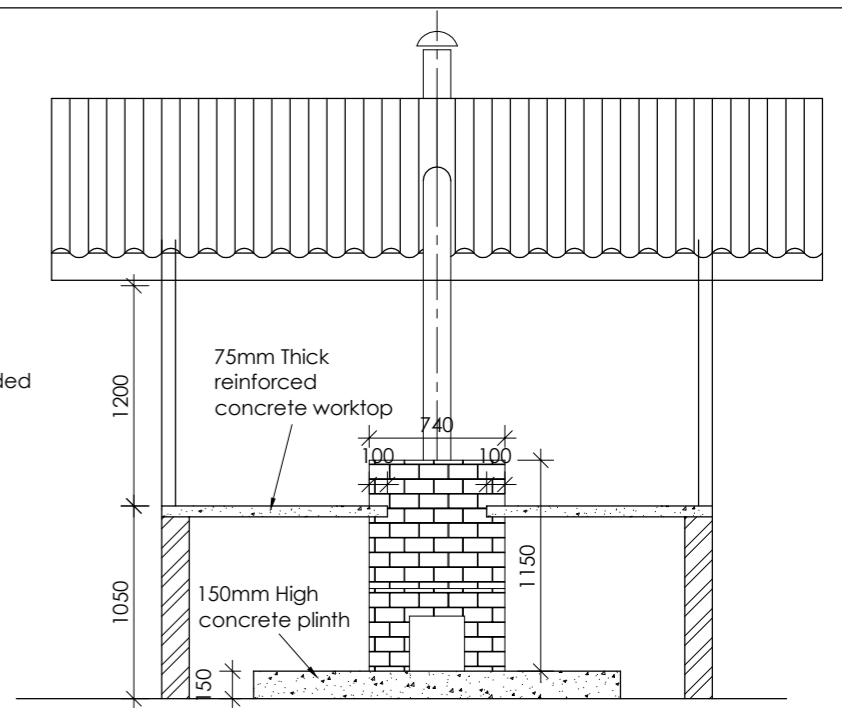 75mm Thick
reinforced
concrete worktop
ded
1200
740
100
100
1150
1050
150mm High
concrete plinth
150